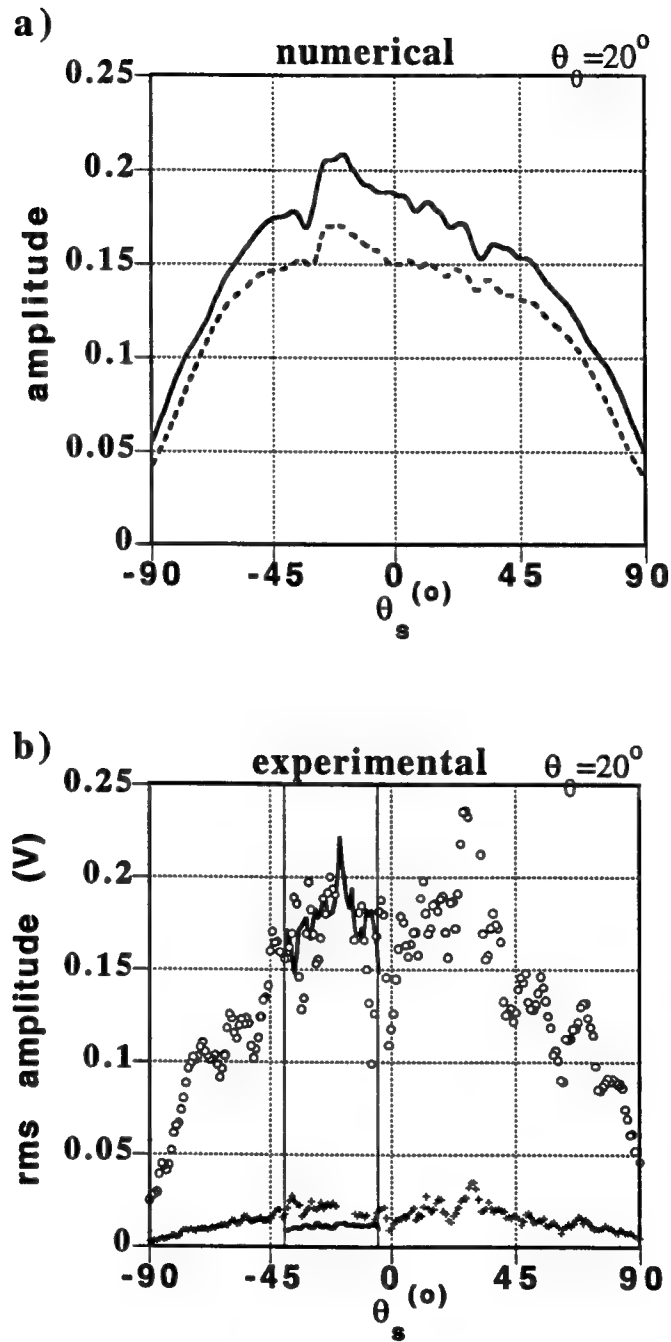 a)
numerical
θ₀=20°
0.25
0.2
0.15
0.1
0.05
0
amplitude
-90 -45 0 45 90
θₛ(o)
b)
experimental
θ₀=20°
0.25
0.2
0.15
0.1
0.05
0
rms amplitude (V)
-90 -45 0 45 90
θₛ(o)